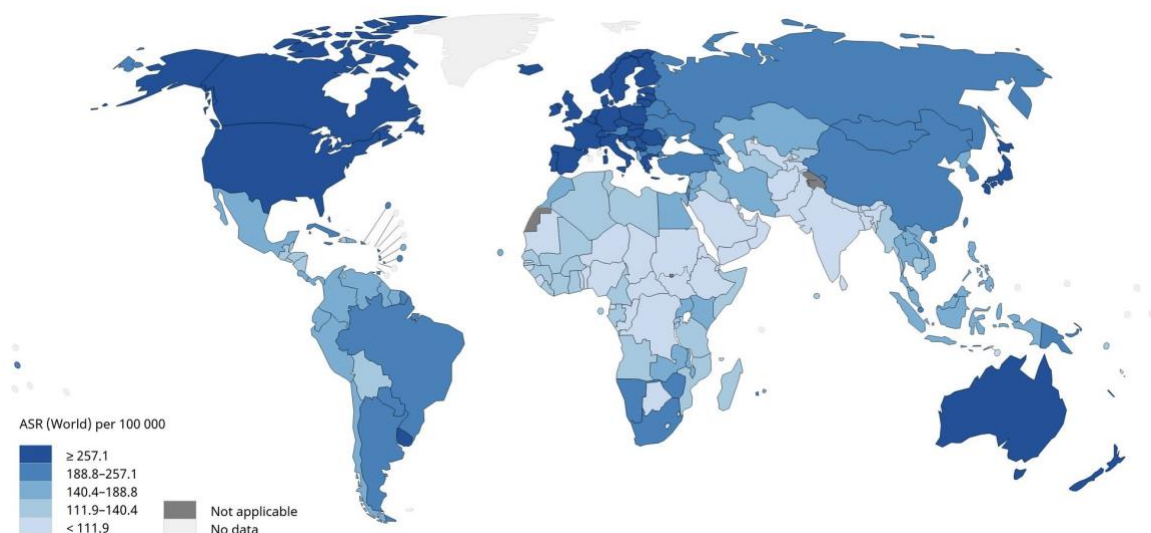 ASR (World) per 100 000
≥ 257.1
188.8–257.1
140.4–188.8
111.9–140.4
< 111.9
Not applicable
No data